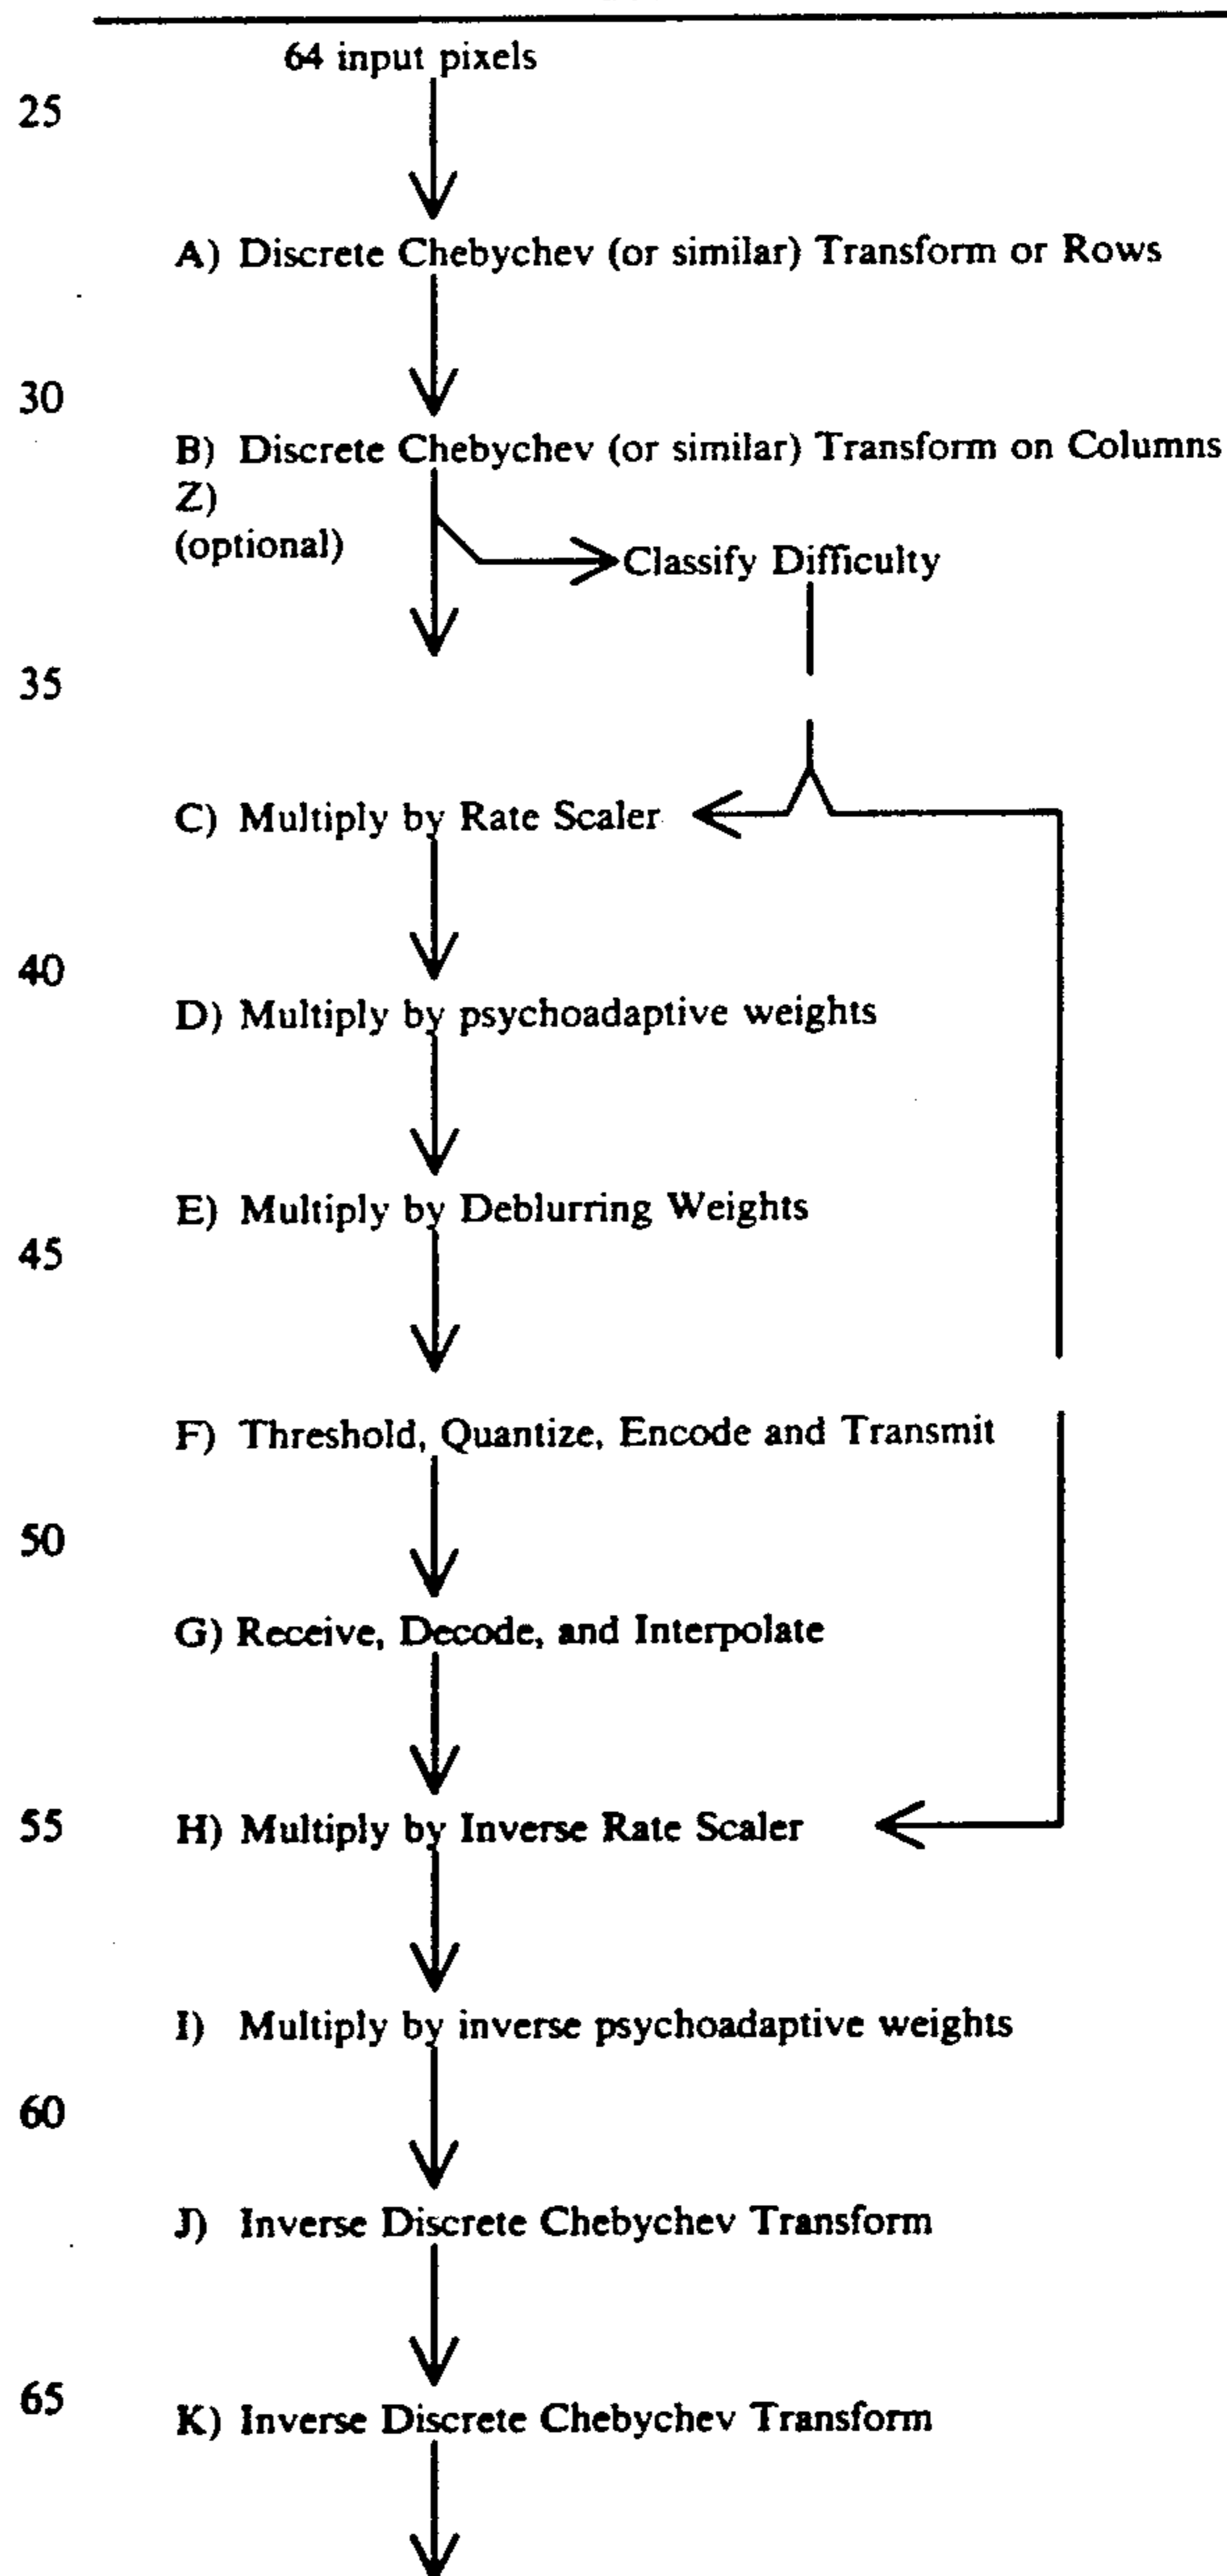 64 input pixels
25
A) Discrete Chebychev (or similar) Transform or Rows
30
B) Discrete Chebychev (or similar) Transform on Columns
Z)
(optional)
Classify Difficulty
35
C) Multiply by Rate Scaler
40
D) Multiply by psychoadaptive weights
E) Multiply by Deblurring Weights
45
F) Threshold, Quantize, Encode and Transmit
50
G) Receive, Decode, and Interpolate
55
H) Multiply by Inverse Rate Scaler
I) Multiply by inverse psychoadaptive weights
60
J) Inverse Discrete Chebychev Transform
65
K) Inverse Discrete Chebychev Transform